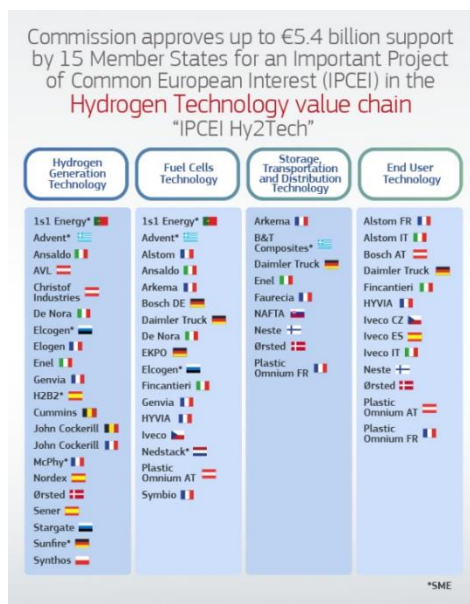 Commission approves up to €5.4 billion support
by 15 Member States for an Important Project
of Common European Interest (IPCEI) in the
Hydrogen Technology value chain
“IPCEI Hy2Tech”
Hydrogen
Generation
Technology
1s1 Energy*
Advent*
Ansaldo
AVL
Christof
Industries
De Nora
Elcogen*
Elogen
Enel
Genvia
H2B2*
Cummins
John Cockerill
John Cockerill
McPhy*
Nordex
Ørsted
Sener
Stargate
Sunfire*
Synthos
Fuel Cells
Technology
1s1 Energy*
Advent*
Alstom
Ansaldo
Arkema
Bosch DE
Daimler Truck
De Nora
EKPO
Elcogen*
Fincantieri
Genvia
HYVIA
Iveco
Nedstack*
Plastic
Omnium AT
Symbio
Storage,
Transportation
and Distribution
Technology
Arkema
B&T
Composites*
Daimler Truck
Enel
Faurecia
NAFTA
Neste
Ørsted
Plastic
Omnium FR
End User
Technology
Alstom FR
Alstom IT
Bosch AT
Daimler Truck
Fincantieri
HYVIA
Iveco CZ
Iveco ES
Iveco IT
Neste
Ørsted
Plastic
Omnium AT
Plastic
Omnium FR
*SME